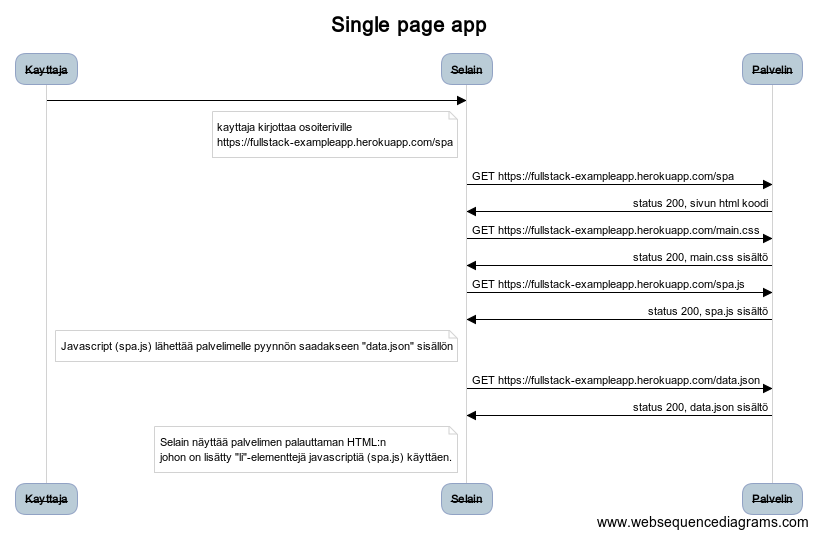 Single page app
Kayttaja
Selain
Palvelin
kayttaja kirjottaa osoiteriville
https://fullstack-exampleapp.herokuapp.com/spa
GET https://fullstack-exampleapp.herokuapp.com/spa
status 200, sivun html koodi
GET https://fullstack-exampleapp.herokuapp.com/main.css
status 200, main.css sisältö
GET https://fullstack-exampleapp.herokuapp.com/spa.js
status 200, spa.js sisältö
Javascript (spa.js) lähettää palvelimelle pyynnön saadakseen "data.json" sisällön
GET https://fullstack-exampleapp.herokuapp.com/data.json
status 200, data.json sisältö
Selain näyttää palvelimen palauttaman HTML:n
johon on lisätty "li"-elementtejä javascriptiä (spa.js) käyttäen.
Kayttaja
Selain
Palvelin
www.websequencediagrams.com